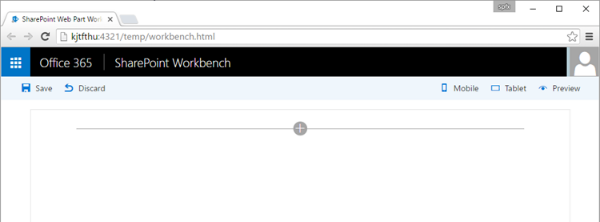 SharePoint Web Part Wor
kjtfthu:4321/temp/workbench.html
Office 365 SharePoint Workbench
Save Discard Mobile Tablet Preview